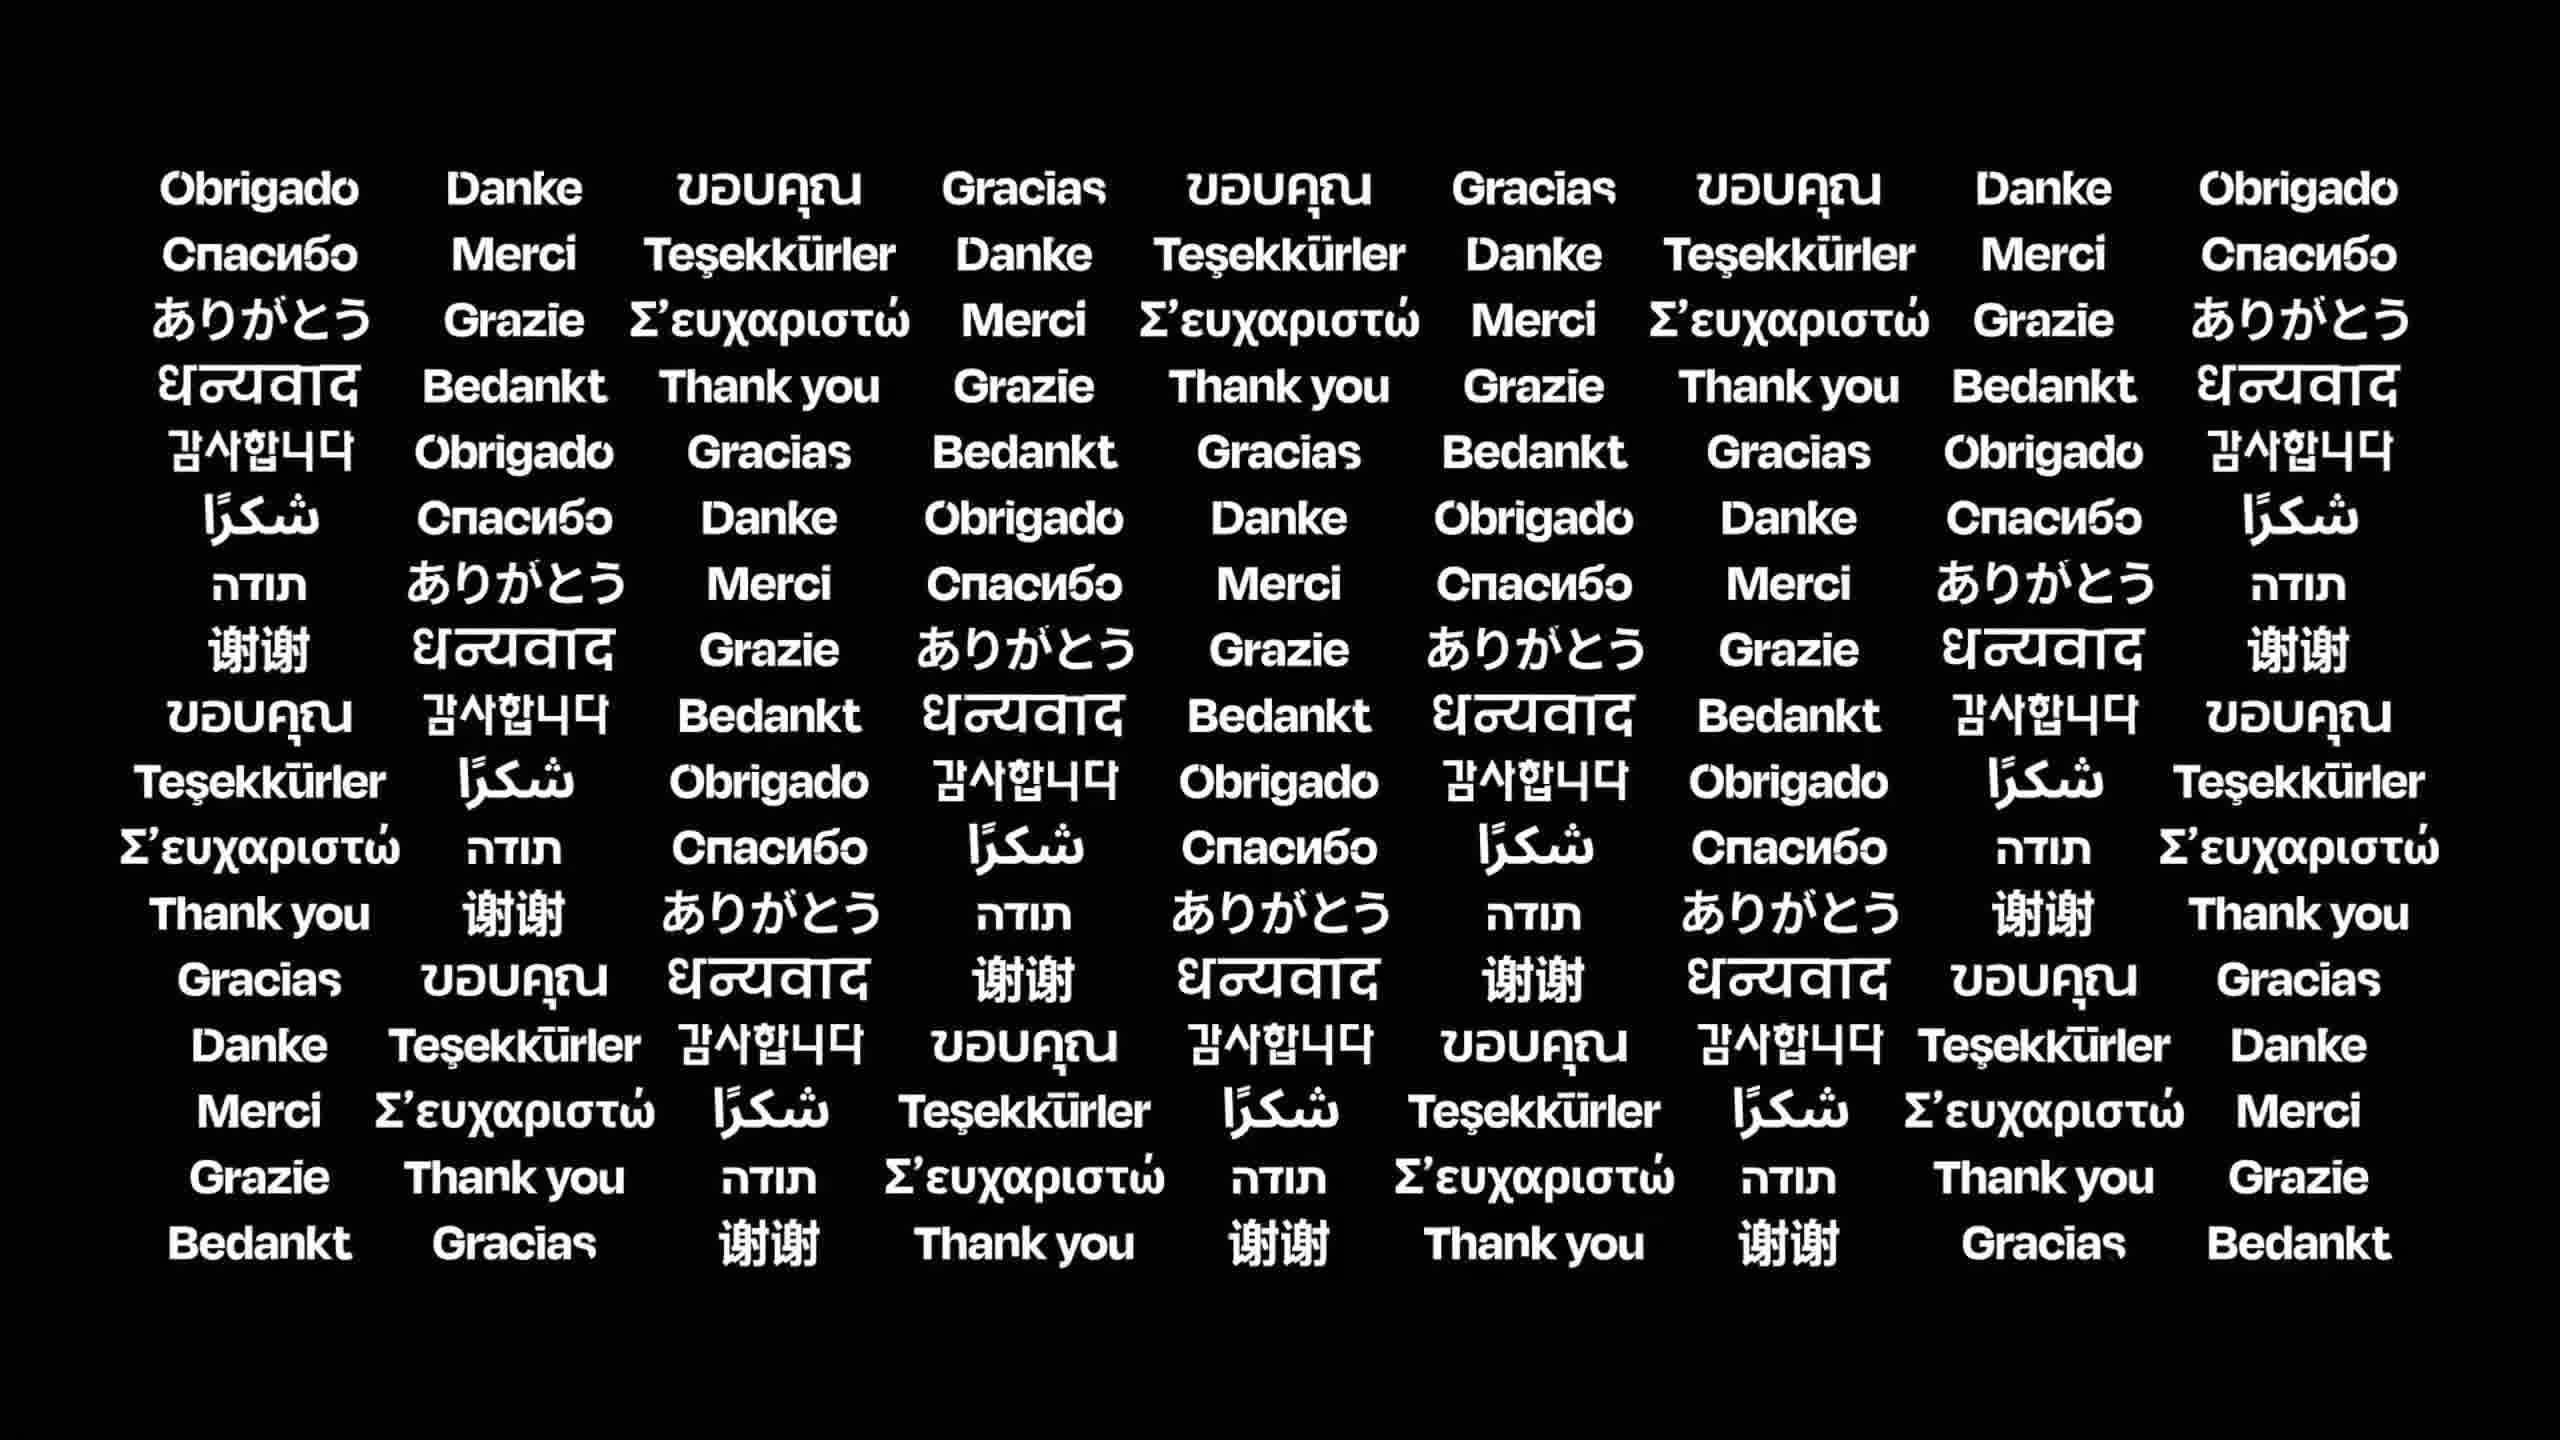 Obrigado Danke ขอบคุณ Gracias ขอบคุณ Gracias ขอบคุณ Danke Obrigado
Спасибо Merci Teşekkürler Danke Teşekkürler Danke Teşekkürler Merci Спасибо
ありがとう Grazie Σ’ευχαριστώ Merci Σ’ευχαριστώ Merci Σ’ευχαριστώ Grazie ありがとう
धन्यवाद Bedankt Thank you Grazie Thank you Grazie Thank you Bedankt धन्यवाद
감사합니다 Obrigado Gracias Bedankt Gracias Bedankt Gracias Obrigado 감사합니다
شكرًا Спасибо Danke Obrigado Danke Obrigado Danke Спасибо شكرًا
תודה ありがとう Merci Спасибо Merci Спасибо Merci ありがとう תודה
谢谢 धन्यवाद Grazie ありがとう Grazie ありがとう Grazie धन्यवाद 谢谢
ขอบคุณ 감사합니다 Bedankt धन्यवाद Bedankt धन्यवाद Bedankt 감사합니다 ขอบคุณ
Teşekkürler شكرًا Obrigado 감사합니다 Obrigado 감사합니다 Obrigado شكرًا Teşekkürler
Σ’ευχαριστώ תודה Спасибо شكرًا Спасибо شكرًا Спасибо תודה Σ’ευχαριστώ
Thank you 谢谢 ありがとう תודה ありがとう תודה ありがとう 谢谢 Thank you
Gracias ขอบคุณ धन्यवाद 谢谢 धन्यवाद 谢谢 धन्यवाद ขอบคุณ Gracias
Danke Teşekkürler 감사합니다 ขอบคุณ 감사합니다 ขอบคุณ 감사합니다 Teşekkürler Danke
Merci Σ’ευχαριστώ شكرًا Teşekkürler شكرًا Teşekkürler شكرًا Σ’ευχαριστώ Merci
Grazie Thank you תודה Σ’ευχαριστώ תודה Σ’ευχαριστώ תודה Thank you Grazie
Bedankt Gracias 谢谢 Thank you 谢谢 Thank you 谢谢 Gracias Bedankt